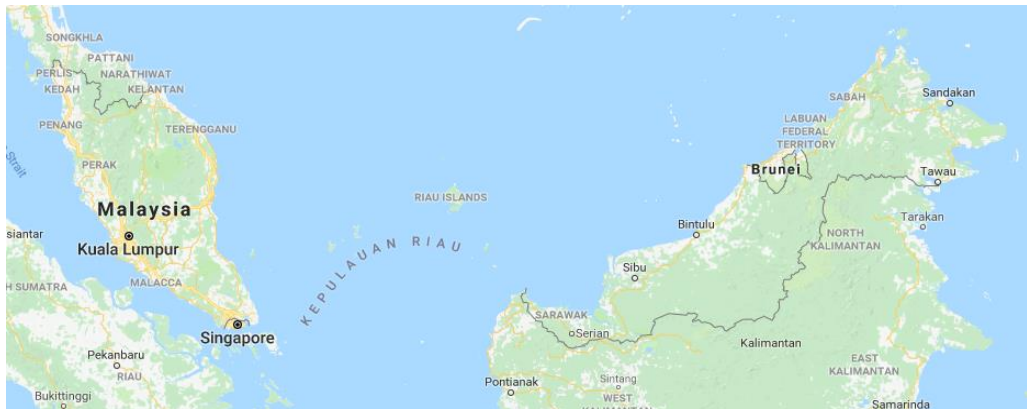 SONGKHLA
PATTANI
PERLIS
NARATHIWAT
KEDAH
KELANTAN
PENANG
TERENGGANU
Strait
PERAK
Malaysia
siantar
Kuala Lumpur
H SUMATRA
MALACCA
Singapore
Pekanbaru
RIAU
Bukittinggi
RIAU ISLANDS
KEPULAUAN RIAU
SABAH
Sandakan
LABUAN
FEDERAL
TERRITORY
Brunei
Tawau
Bintulu
Tarakan
NORTH
KALIMANTAN
Sibu
SARAWAK
Serian
Kalimantan
Pontianak
Sintang
WEST
KALIMANTAN
EAST
KALIMANTAN
Samarinda